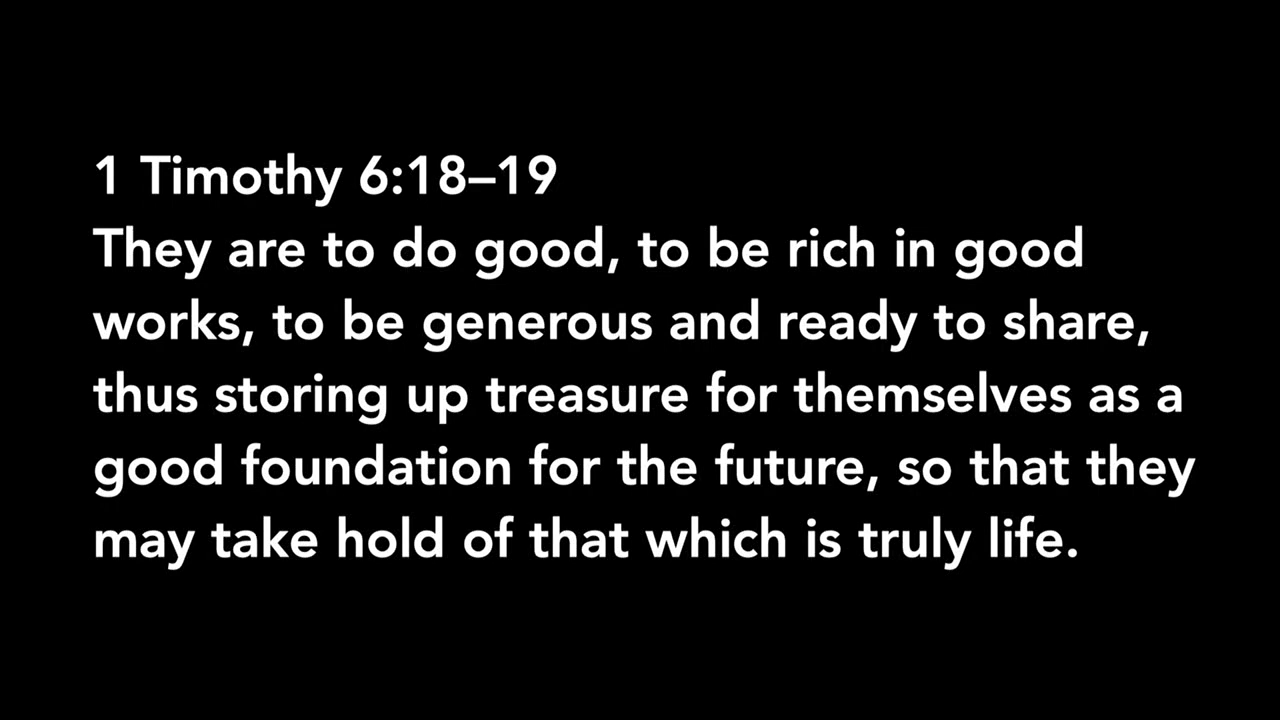 1 Timothy 6:18–19
They are to do good, to be rich in good
works, to be generous and ready to share,
thus storing up treasure for themselves as a
good foundation for the future, so that they
may take hold of that which is truly life.